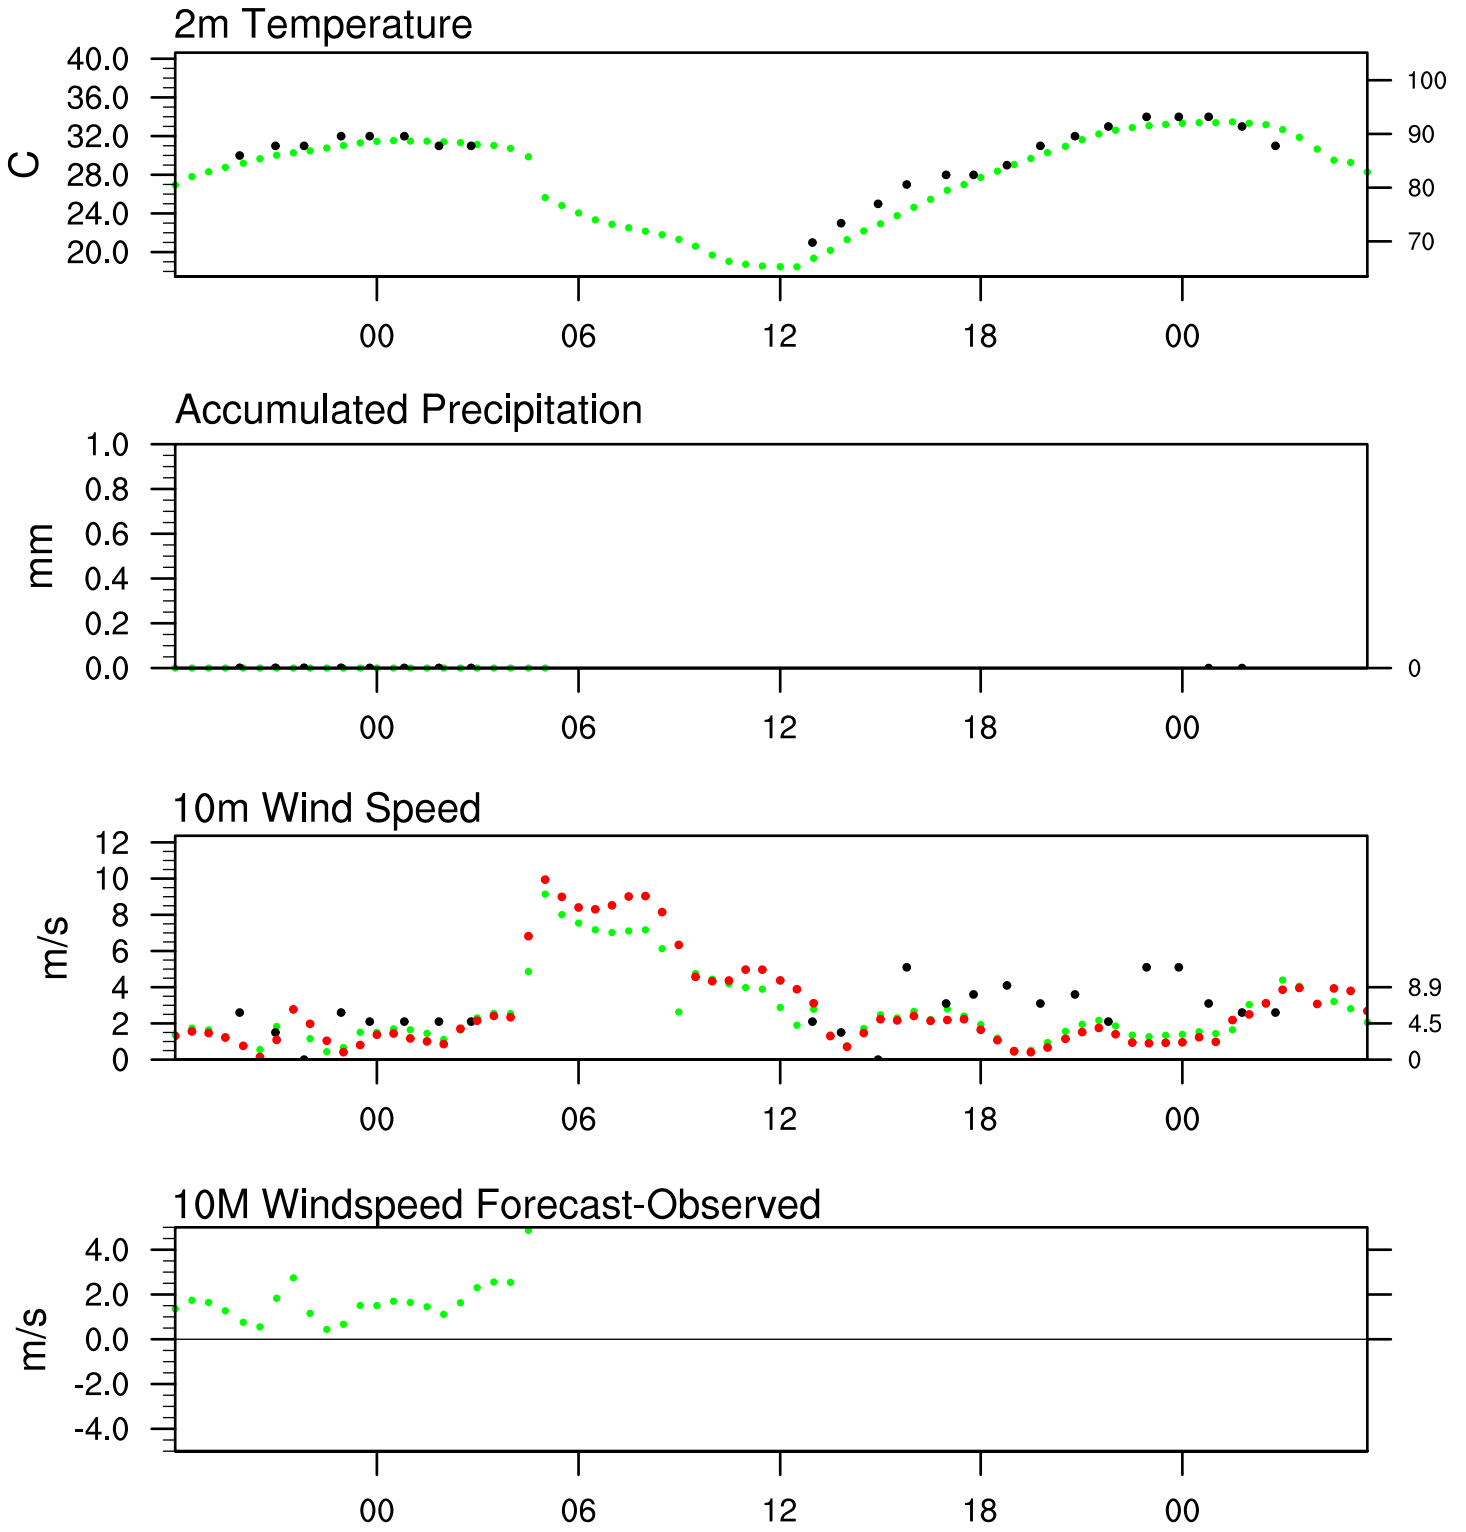 2m Temperature
40.0
36.0
32.0
28.0
24.0
20.0
C
100
90
80
70
00 06 12 18 00
Accumulated Precipitation
1.0
0.8
0.6
0.4
0.2
0.0
mm
0
00 06 12 18 00
10m Wind Speed
12
10
8
6
4
2
0
m/s
8.9
4.5
0
00 06 12 18 00
10M Windspeed Forecast-Observed
4.0
2.0
0.0
-2.0
-4.0
m/s
00 06 12 18 00